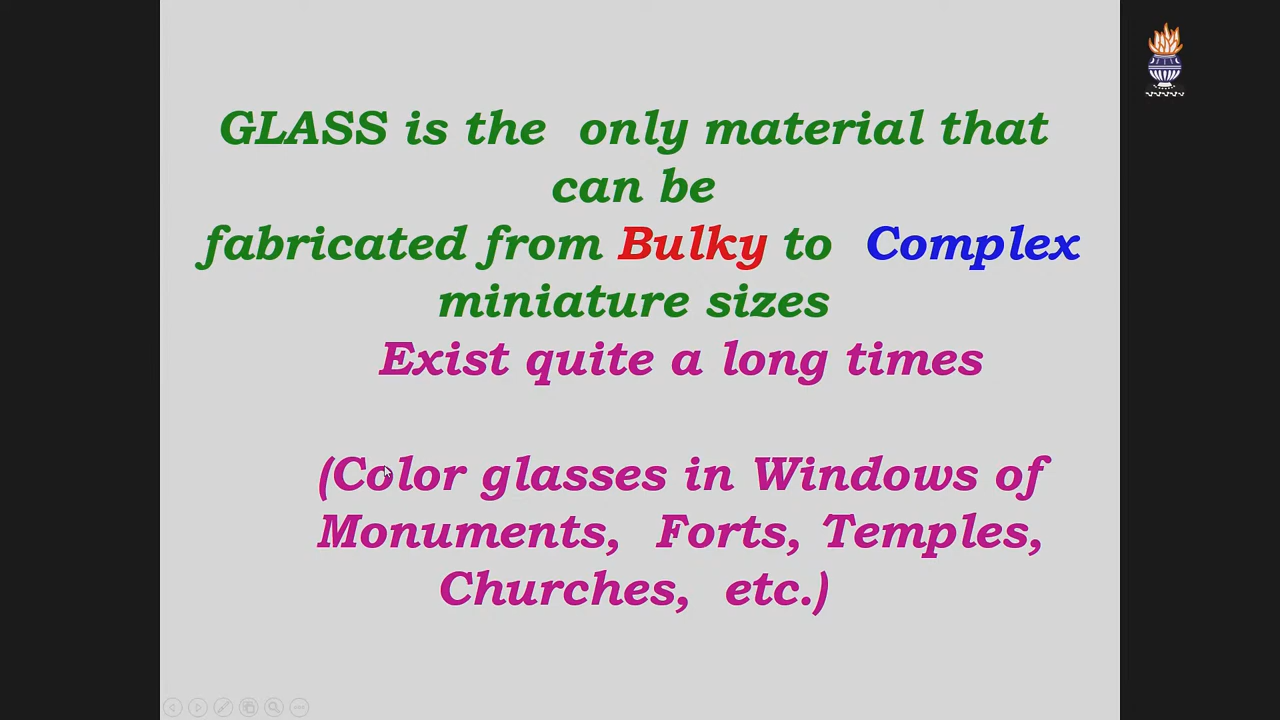 GLASS is the only material that
can be
fabricated from Bulky to Complex
miniature sizes
Exist quite a long times
(Color glasses in Windows of
Monuments, Forts, Temples,
Churches, etc.)